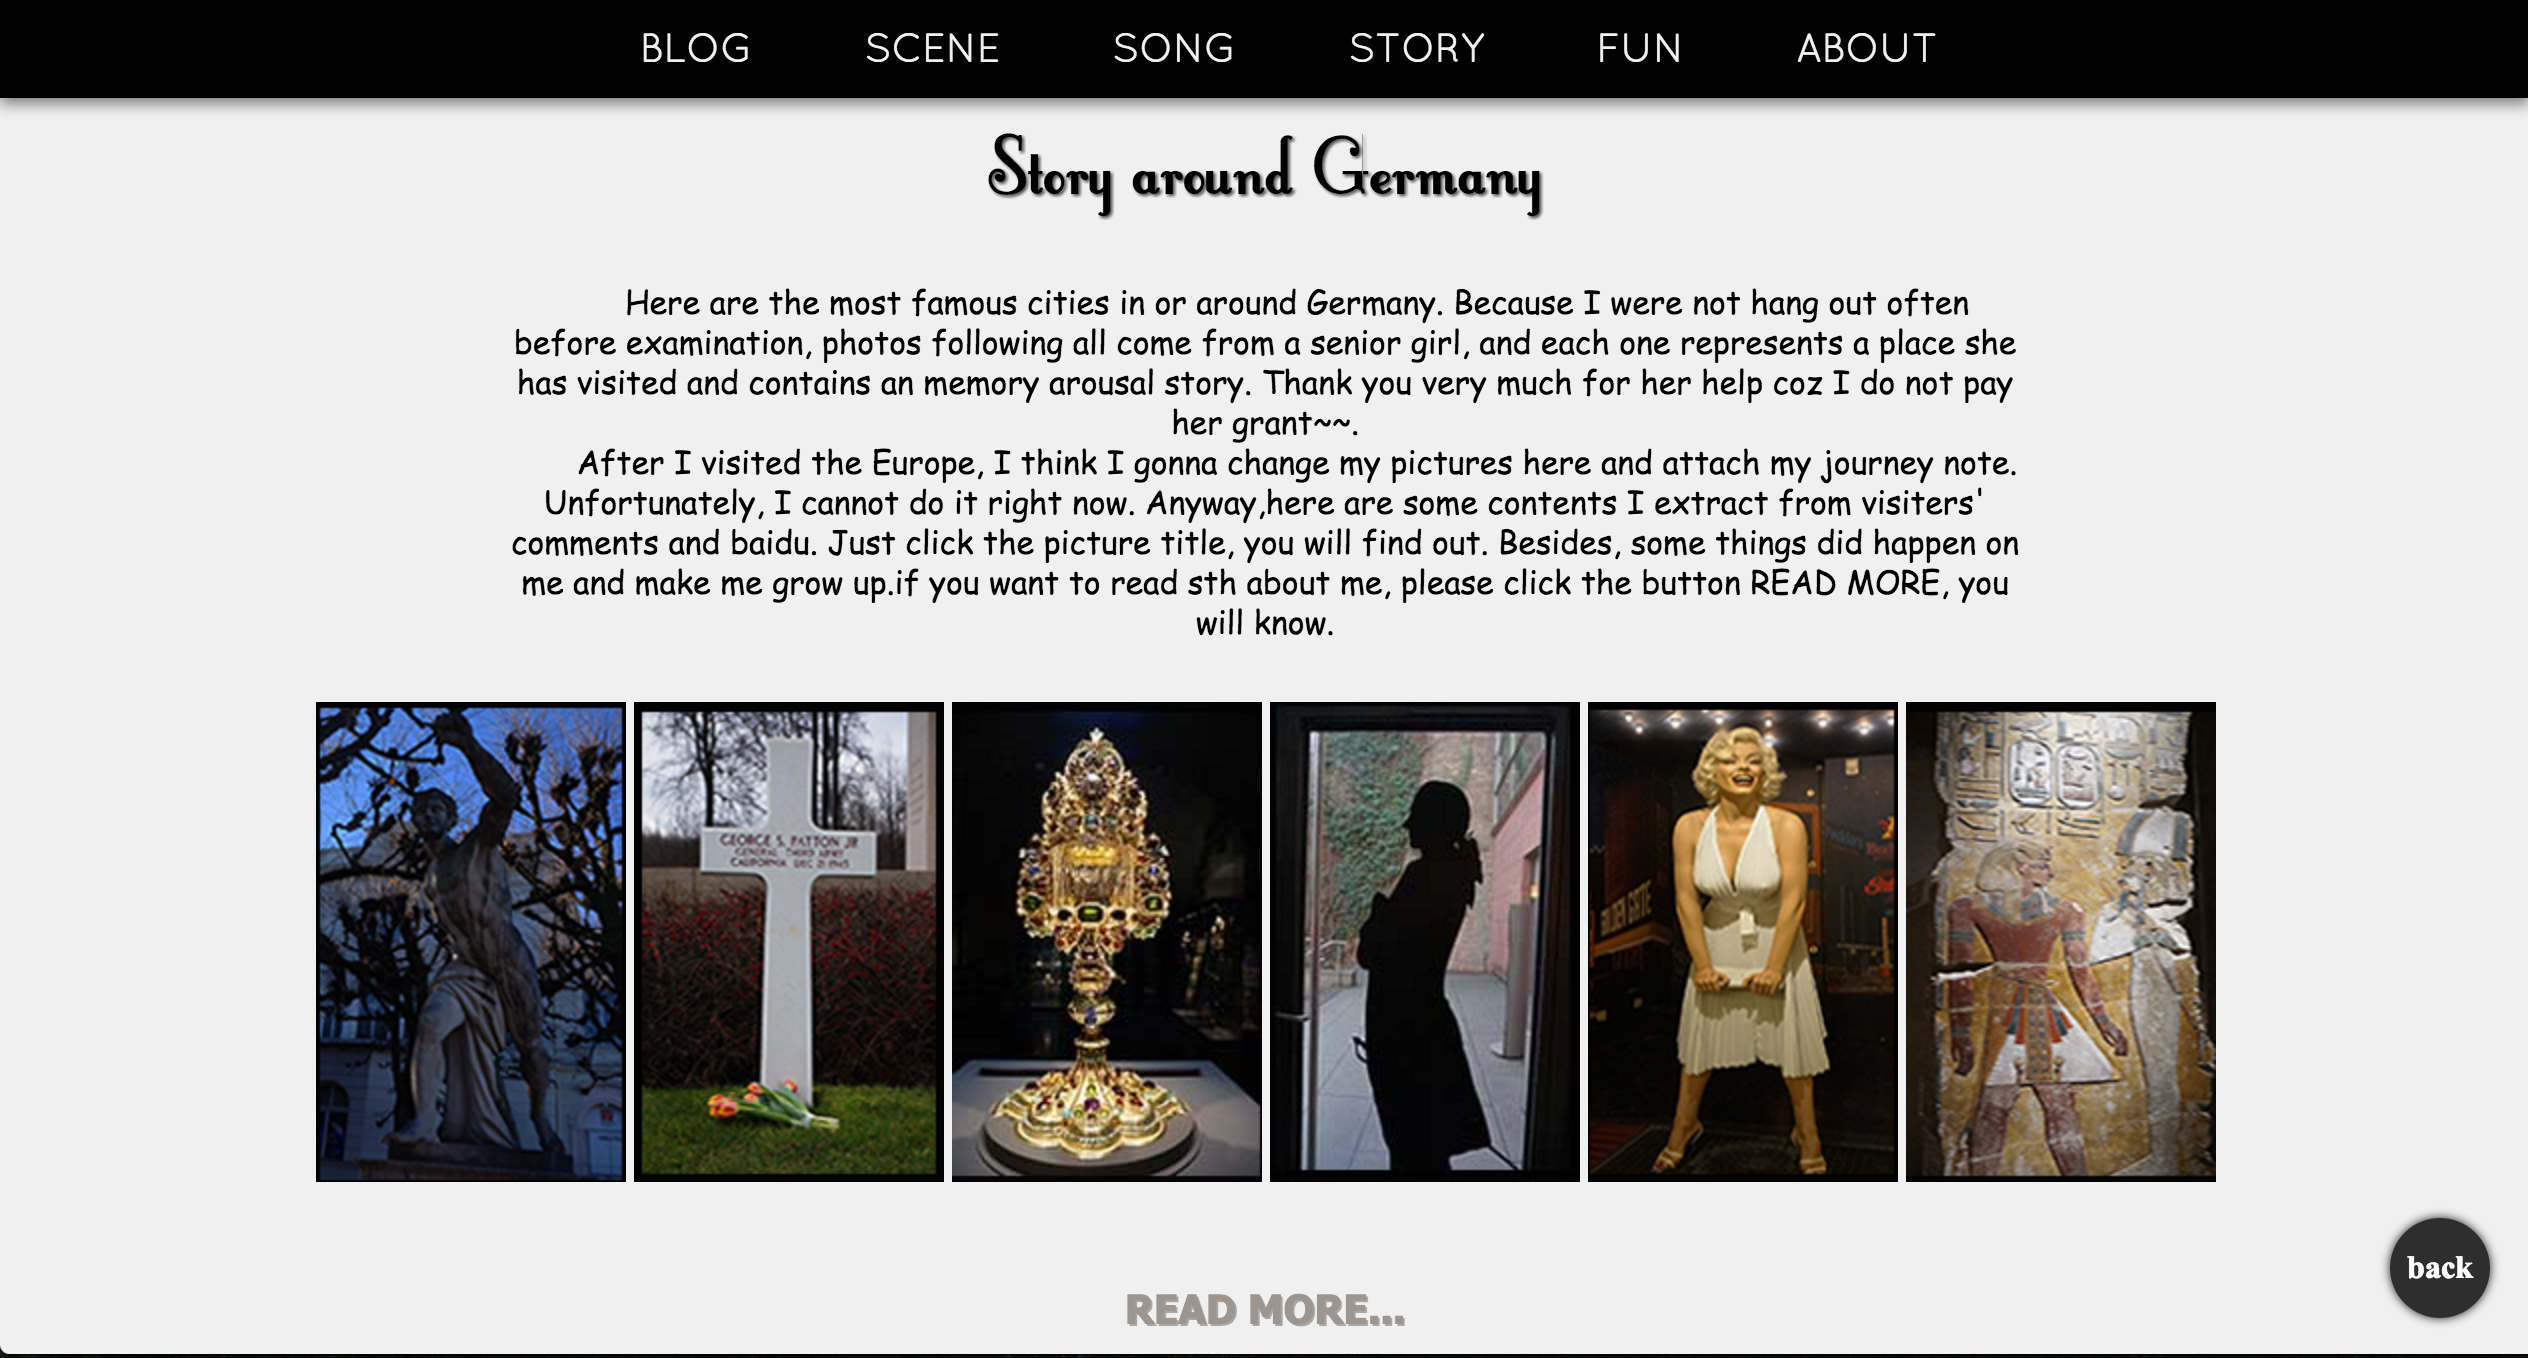 BLOG SCENE SONG STORY FUN ABOUT
Story around Germany
Here are the most famous cities in or around Germany. Because I were not hang out often
before examination, photos following all come from a senior girl, and each one represents a place she
has visited and contains an memory arousal story. Thank you very much for her help coz I do not pay
her grant~~.
After I visited the Europe, I think I gonna change my pictures here and attach my journey note.
Unfortunately, I cannot do it right now. Anyway,here are some contents I extract from visiters'
comments and baidu. Just click the picture title, you will find out. Besides, some things did happen on
me and make me grow up.if you want to read sth about me, please click the button READ MORE, you
will know.
GEORGE S. PATTON JR
GENERAL THIRD ARMY
CALIFORNIA DEC 21 1945
GOLDEN GATE
back
READ MORE...